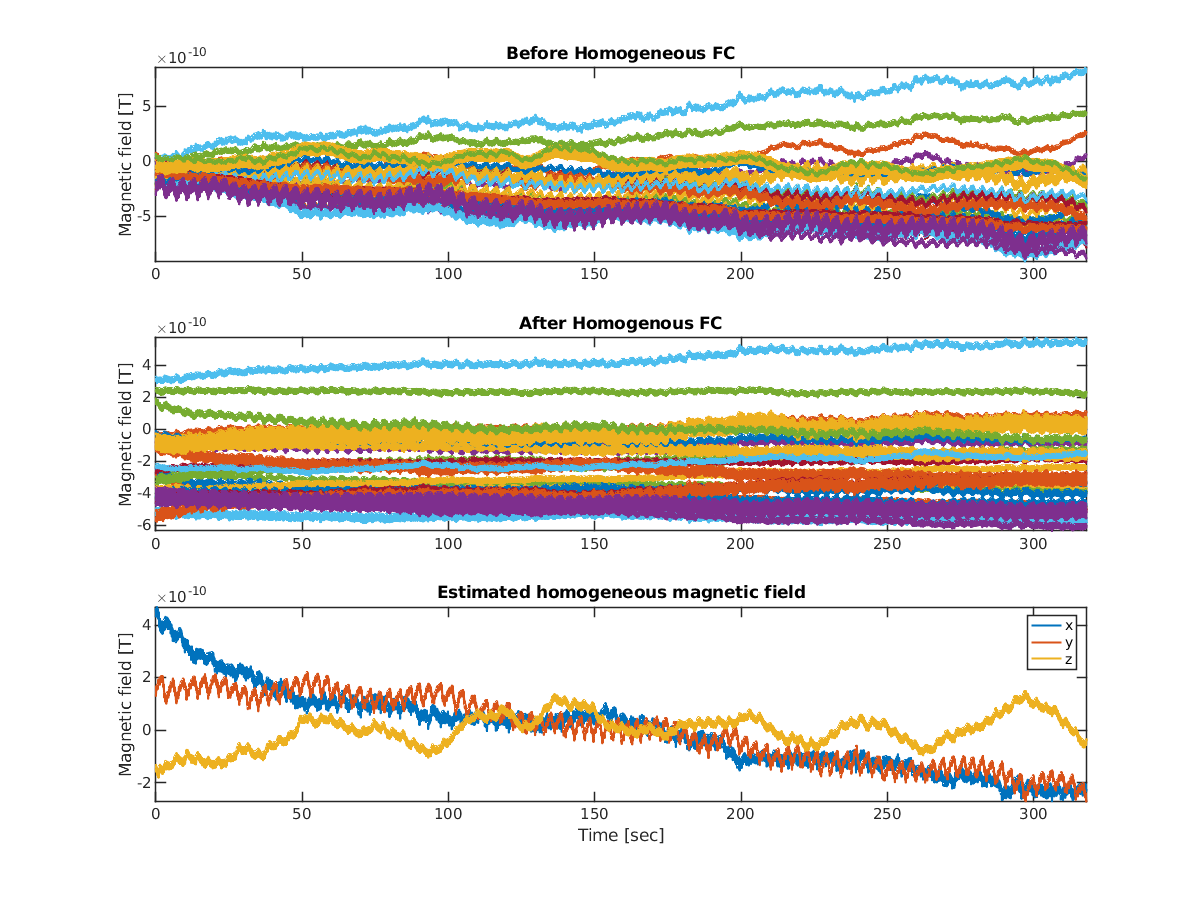 Before Homogeneous FC
×10^-10
Magnetic field [T]
5
0
-5
0 50 100 150 200 250 300
After Homogenous FC
×10^-10
Magnetic field [T]
4
2
0
-2
-4
-6
0 50 100 150 200 250 300
Estimated homogeneous magnetic field
×10^-10
Magnetic field [T]
4
2
0
-2
x
y
z
0 50 100 150 200 250 300
Time [sec]